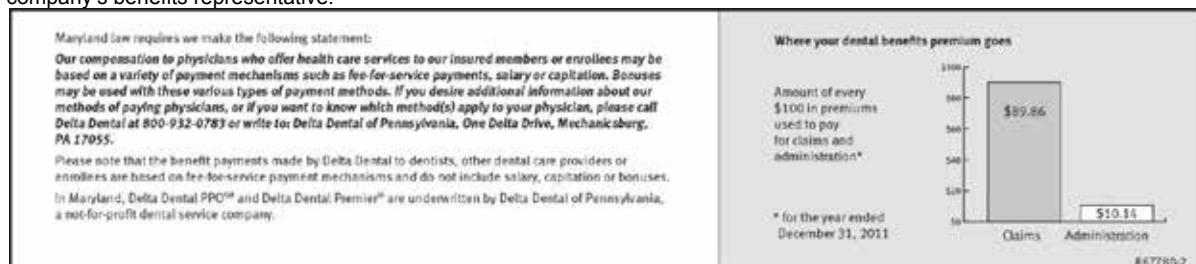 company's benefits representative.
Maryland law requires we make the following statement:
Our compensation to physicians who offer health care services to our insured members or enrollees may be
based on a variety of payment mechanisms such as fee-for-service payments, salary or capitation. Bonuses
may be used with these various types of payment methods. If you desire additional information about our
methods of paying physicians, or if you want to know which method(s) apply to your physician, please call
Delta Dental at 800-932-0783 or write to: Delta Dental of Pennsylvania, One Delta Drive, Mechanicsburg,
PA 17055.
Please note that the benefit payments made by Delta Dental to dentists, other dental care providers or
enrollees are based on fee-for-service payment mechanisms and do not include salary, capitation or bonuses.
In Maryland, Delta Dental PPO℠ and Delta Dental Premier® are underwritten by Delta Dental of Pennsylvania,
a not-for-profit dental service company.
Where your dental benefits premium goes
Amount of every
$100 in premiums
used to pay
for claims and
administration*
* for the year ended
December 31, 2011
$100
$80
$60
$40
$20
$0
$89.86
$10.14
Claims Administration